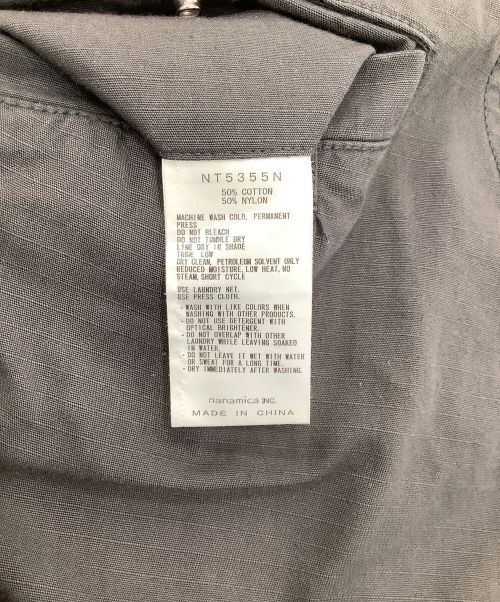 NT5355N
50% COTTON
50% NYLON
MACHINE WASH COLD, PERMANENT
PRESS
DO NOT BLEACH
DO NOT TUMBLE DRY
LINE DRY IN SHADE
IRON, LOW
DRY CLEAN, PETROLEUM SOLVENT ONLY
REDUCED MOISTURE, LOW HEAT, NO
STEAM, SHORT CYCLE
USE LAUNDRY NET.
USE PRESS CLOTH.
・WASH WITH LIKE COLORS WHEN
WASHING WITH OTHER PRODUCTS.
・DO NOT USE DETERGENT WITH
OPTICAL BRIGHTENER.
・DO NOT OVERLAP WITH OTHER
LAUNDRY WHILE LEAVING SOAKED
IN WATER.
・DO NOT LEAVE IT WET WITH WATER
OR SWEAT FOR A LONG TIME.
・DRY IMMEDIATELY AFTER WASHING.
nanamica INC.
MADE IN CHINA